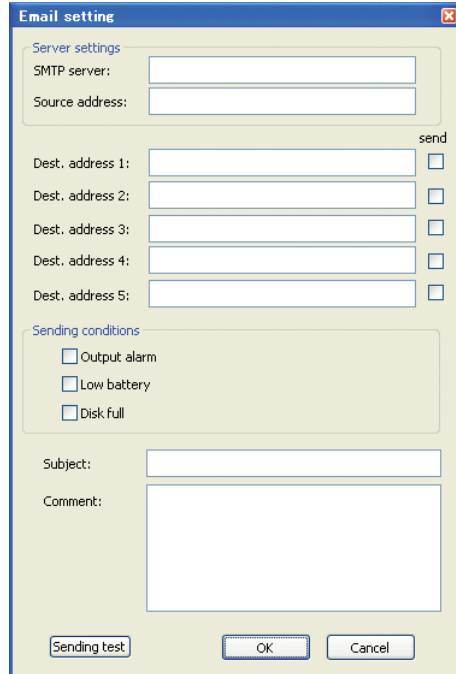 Email setting
Server settings
SMTP server:
Source address:
send
Dest. address 1:
Dest. address 2:
Dest. address 3:
Dest. address 4:
Dest. address 5:
Sending conditions
Output alarm
Low battery
Disk full
Subject:
Comment:
Sending test OK Cancel